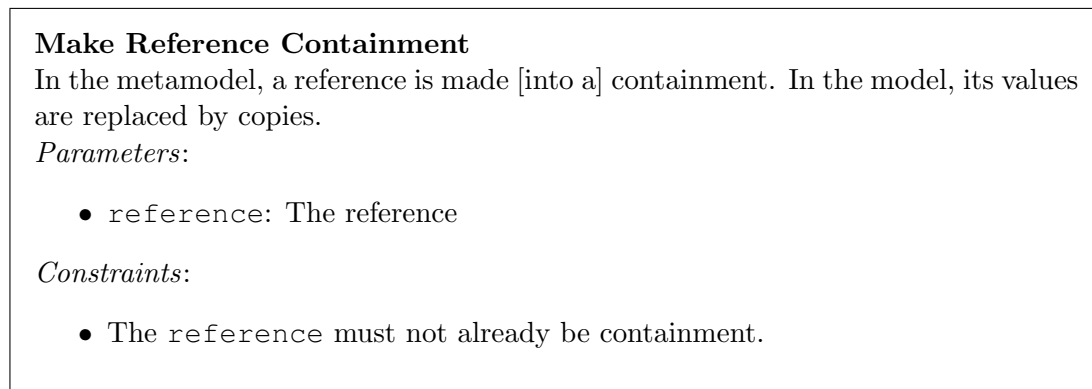 Make Reference Containment
In the metamodel, a reference is made [into a] containment. In the model, its values
are replaced by copies.
Parameters:
• reference: The reference
Constraints:
• The reference must not already be containment.